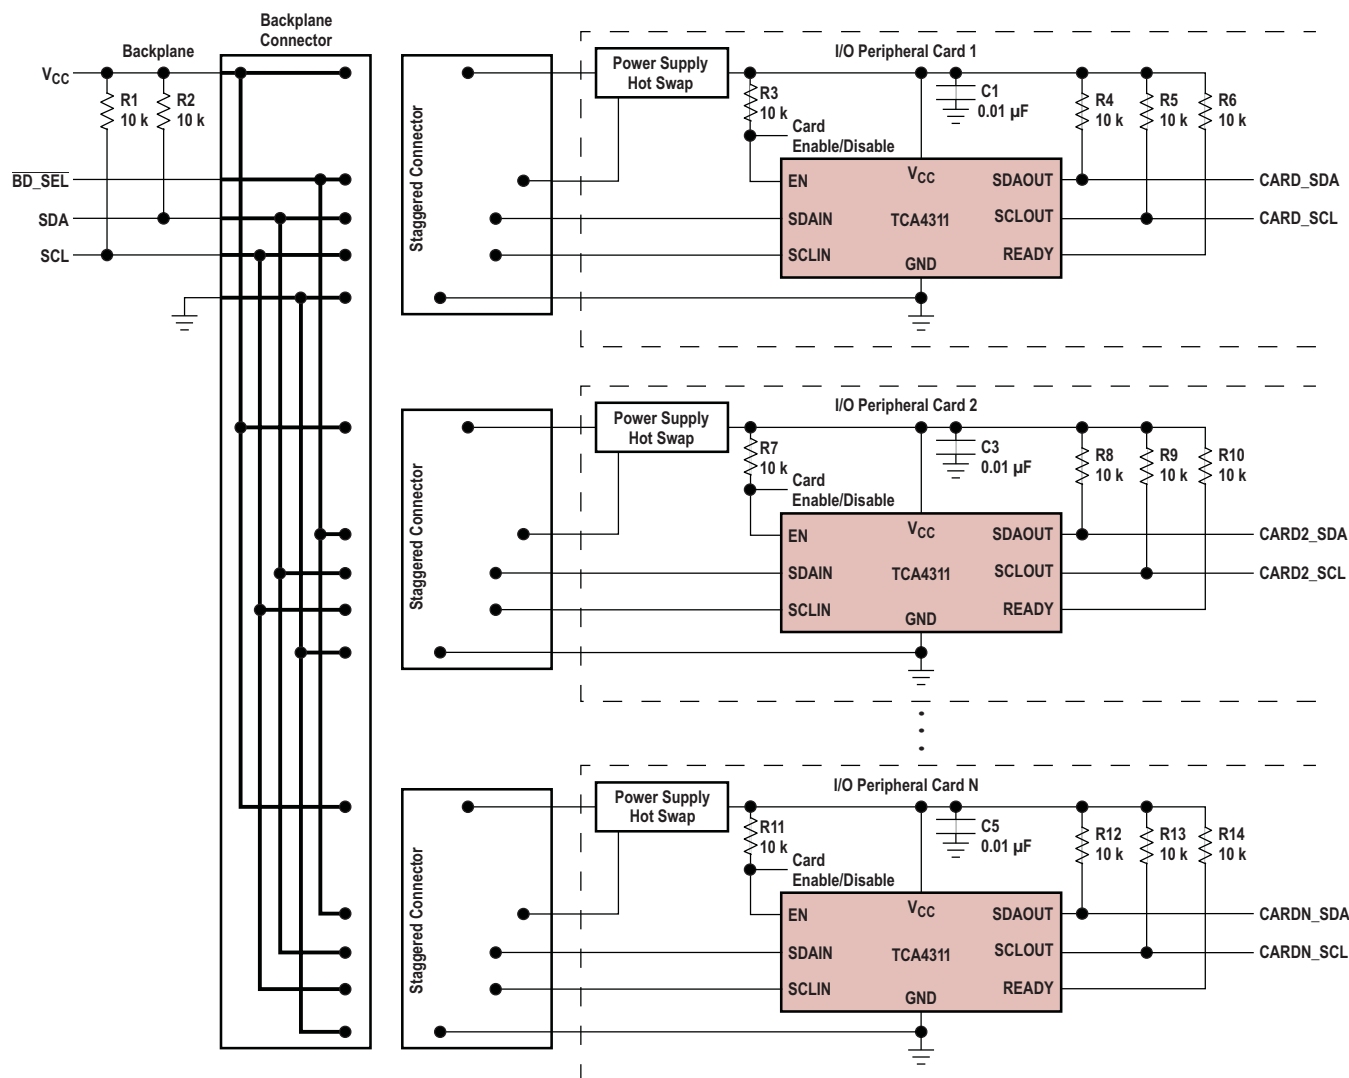 Backplane
Connector
Backplane
VCC
R1
10 k
R2
10 k
BD_SEL
SDA
SCL
Staggered Connector
I/O Peripheral Card 1
Power Supply
Hot Swap
R3
10 k
Card
Enable/Disable
C1
0.01 µF
R4
10 k
R5
10 k
R6
10 k
EN
VCC
SDAOUT
CARD_SDA
SDAIN
TCA4311
SCLOUT
CARD_SCL
SCLIN
GND
READY
Staggered Connector
I/O Peripheral Card 2
Power Supply
Hot Swap
R7
10 k
Card
Enable/Disable
C3
0.01 µF
R8
10 k
R9
10 k
R10
10 k
EN
VCC
SDAOUT
CARD2_SDA
SDAIN
TCA4311
SCLOUT
CARD2_SCL
SCLIN
GND
READY
Staggered Connector
I/O Peripheral Card N
Power Supply
Hot Swap
R11
10 k
Card
Enable/Disable
C5
0.01 µF
R12
10 k
R13
10 k
R14
10 k
EN
VCC
SDAOUT
CARDN_SDA
SDAIN
TCA4311
SCLOUT
CARDN_SCL
SCLIN
GND
READY